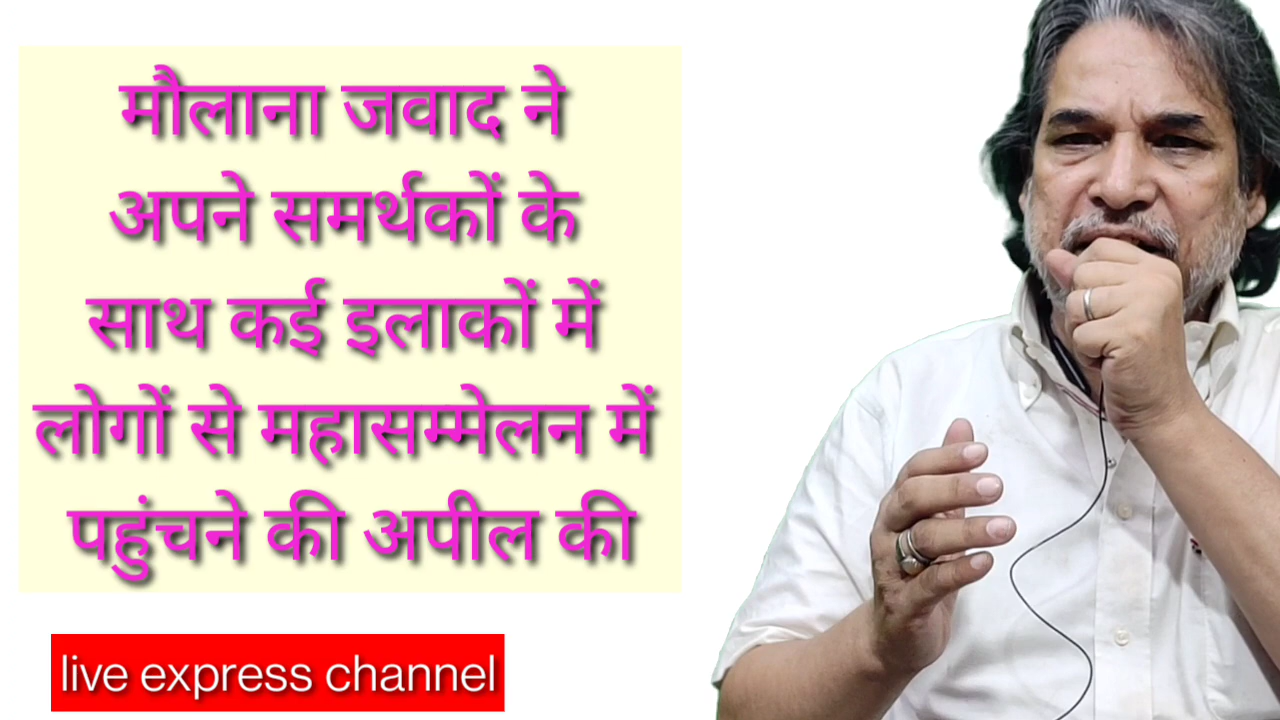 मौलाना जवाद ने
अपने समर्थकों के
साथ कई इलाकों में
लोगों से महासम्मेलन में
पहुंचने की अपील की
live express channel